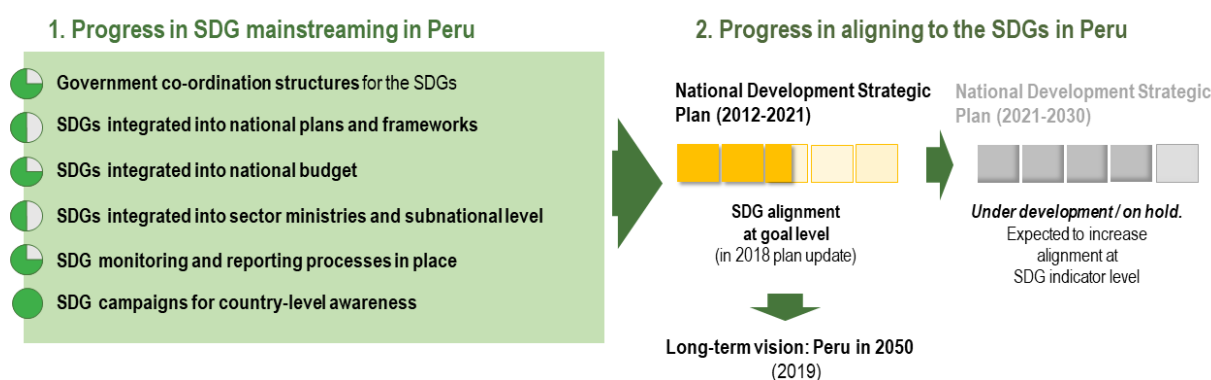 1. Progress in SDG mainstreaming in Peru
Government co-ordination structures for the SDGs
SDGs integrated into national plans and frameworks
SDGs integrated into national budget
SDGs integrated into sector ministries and subnational level
SDG monitoring and reporting processes in place
SDG campaigns for country-level awareness
2. Progress in aligning to the SDGs in Peru
National Development Strategic
Plan (2012-2021)
SDG alignment
at goal level
(in 2018 plan update)
Long-term vision: Peru in 2050
(2019)
National Development Strategic
Plan (2021-2030)
Under development / on hold.
Expected to increase
alignment at
SDG indicator level